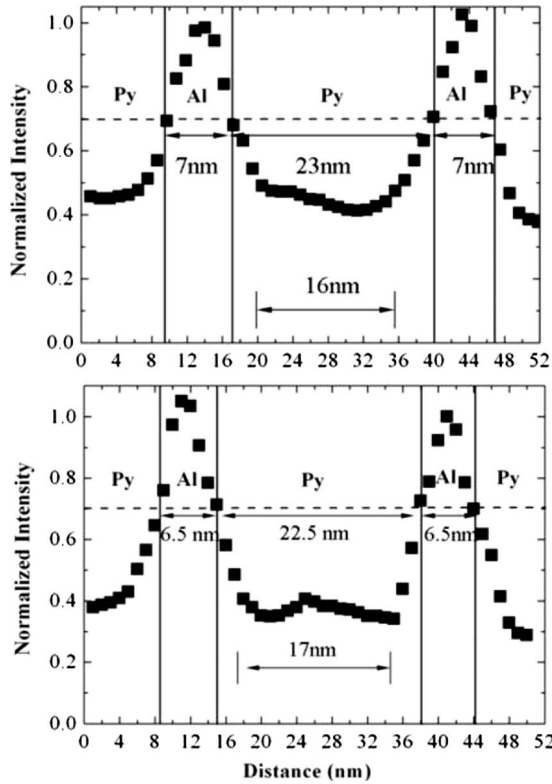 1.0
0.8
0.6
0.4
0.2
0.0
Normalized Intensity
Py Al Py Al Py
7nm 23nm 7nm
16nm
0 4 8 12 16 20 24 28 32 36 40 44 48 52
1.0
0.8
0.6
0.4
0.2
0.0
Normalized Intensity
Py Al Py Al Py
6.5 nm 22.5 nm 6.5nm
17nm
0 4 8 12 16 20 24 28 32 36 40 44 48 52
Distance (nm)